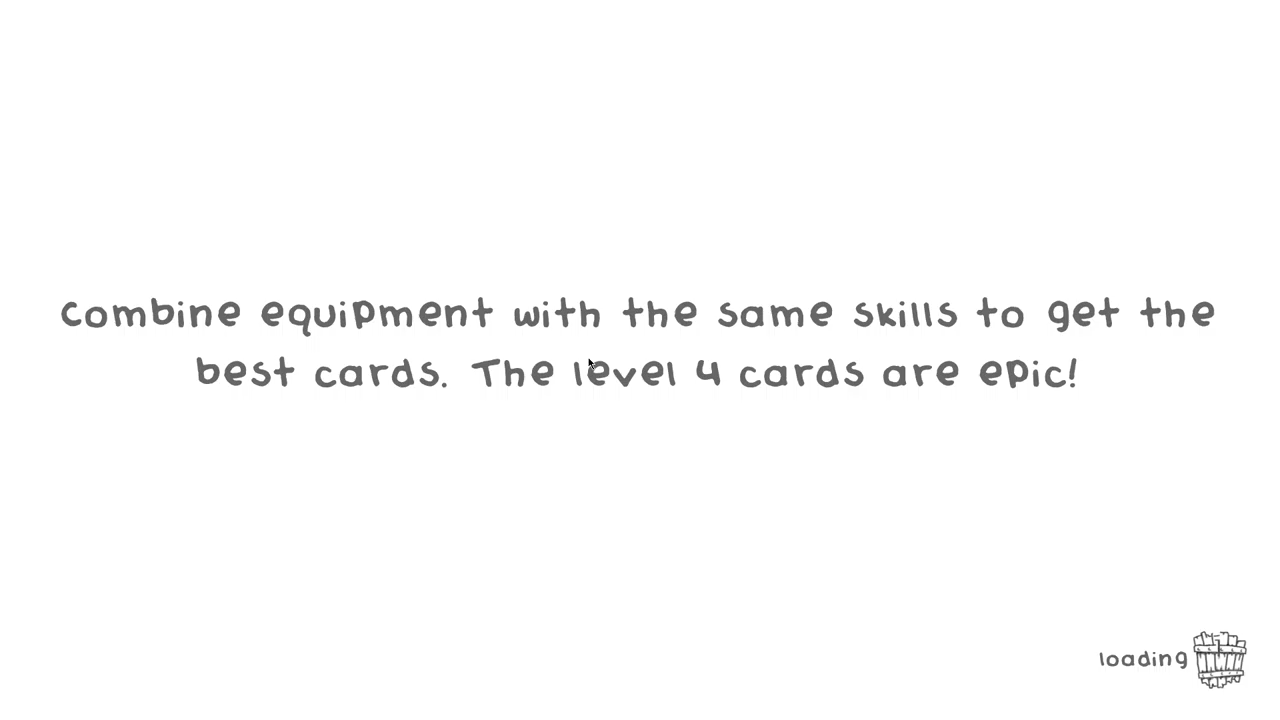 Combine equipment with the same skills to get the
best cards. The level 4 cards are epic!
loading